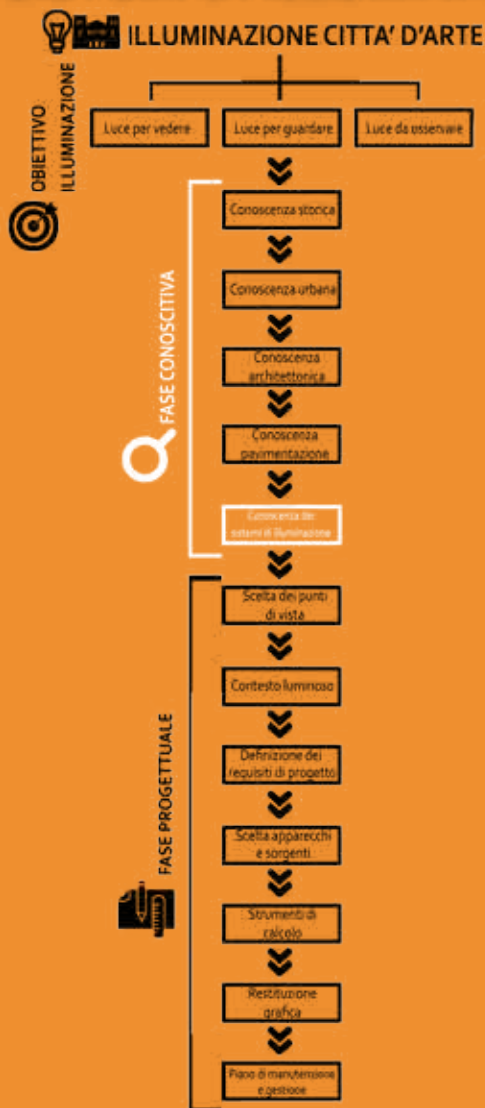 ILLUMINAZIONE CITTA' D'ARTE
OBIETTIVO
ILLUMINAZIONE
Luce per vedere
Luce per guardare
Luce da osservare
FASE CONOSCITIVA
Conoscenza storica
Conoscenza urbana
Conoscenza
architettonica
Conoscenza
pavimentazione
Conoscenza dei
sistemi di illuminazione
FASE PROGETTUALE
Scelta dei punti
di vista
Contesto luminoso
Definizione dei
requisiti di progetto
Scelta apparecchi
e sorgenti
Strumenti di
calcolo
Restituzione
grafica
Piano di manutenzione
e gestione